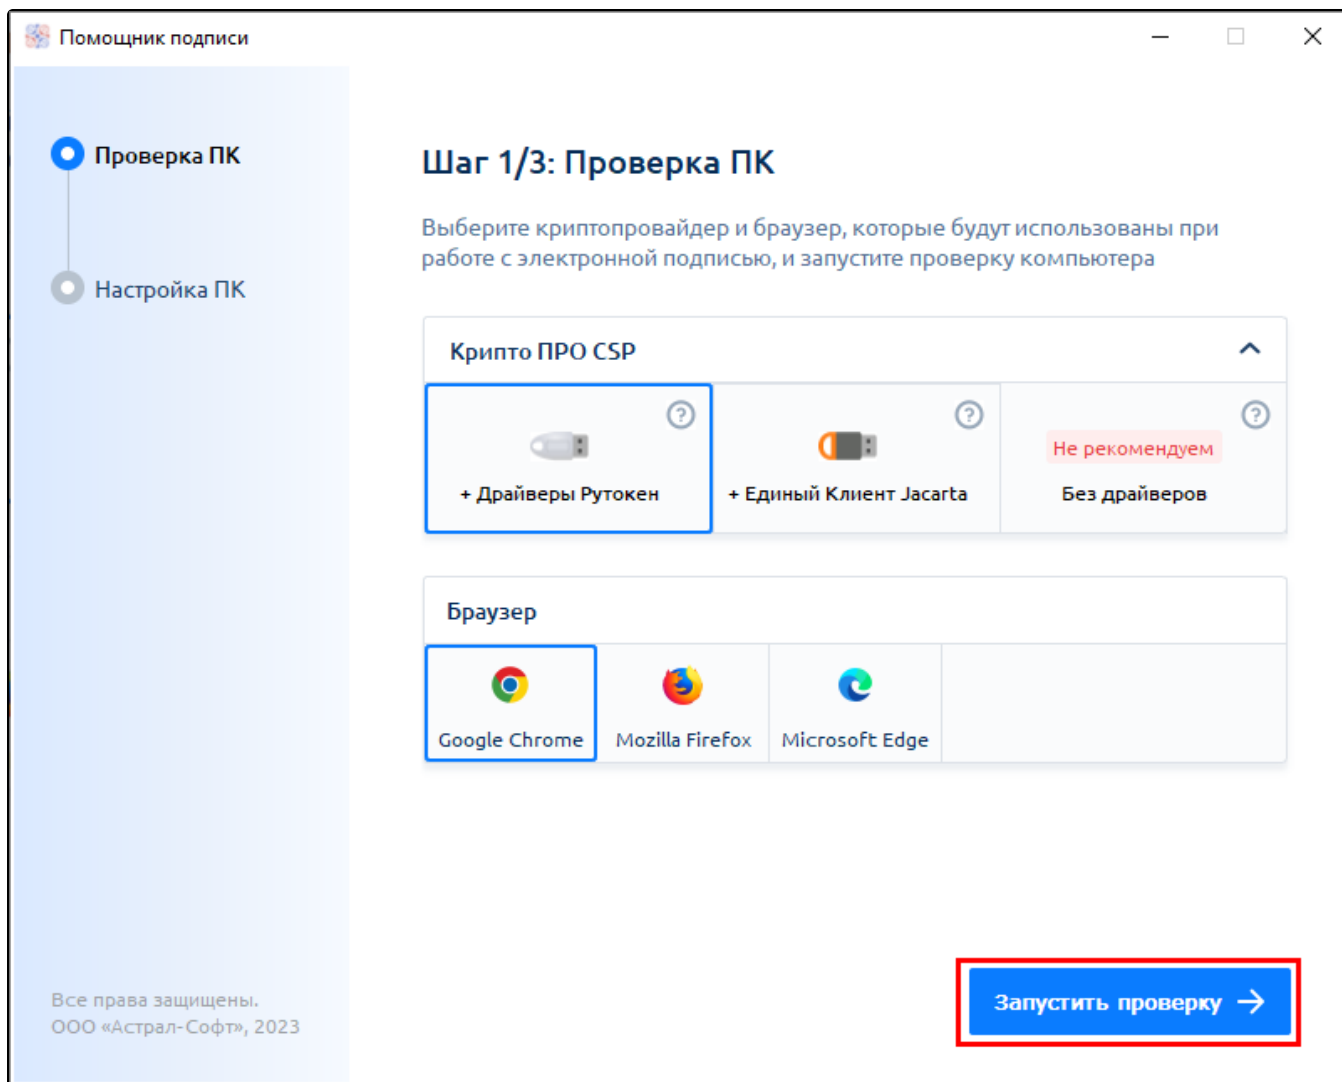 Помощник подписи
Проверка ПК
Настройка ПК
Шаг 1/3: Проверка ПК
Выберите криптопровайдер и браузер, которые будут использованы при
работе с электронной подписью, и запустите проверку компьютера
Крипто ПРО CSP
+ Драйверы Рутокен
+ Единый Клиент Jacarta
Не рекомендуем
Без драйверов
Браузер
Google Chrome
Mozilla Firefox
Microsoft Edge
Запустить проверку
Все права защищены.
ООО «Астрал-Софт», 2023